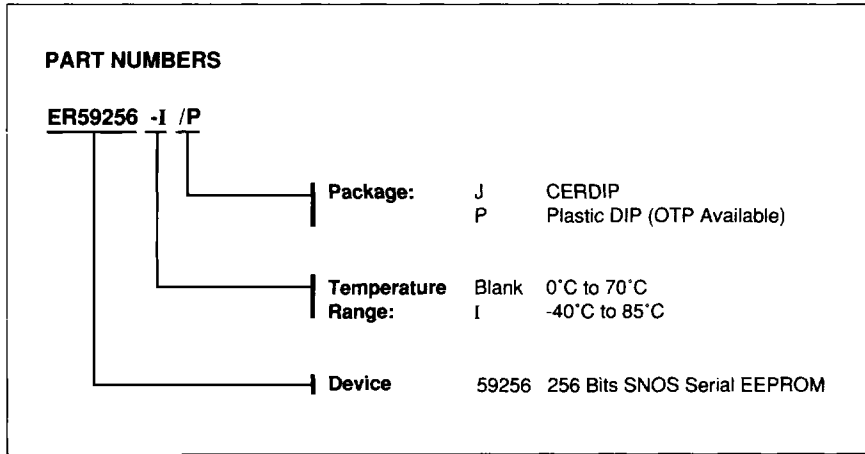 PART NUMBERS
ER59256 -I /P
Package: J CERDIP
P Plastic DIP (OTP Available)
Temperature Blank 0°C to 70°C
Range: I -40°C to 85°C
Device 59256 256 Bits SNOS Serial EEPROM